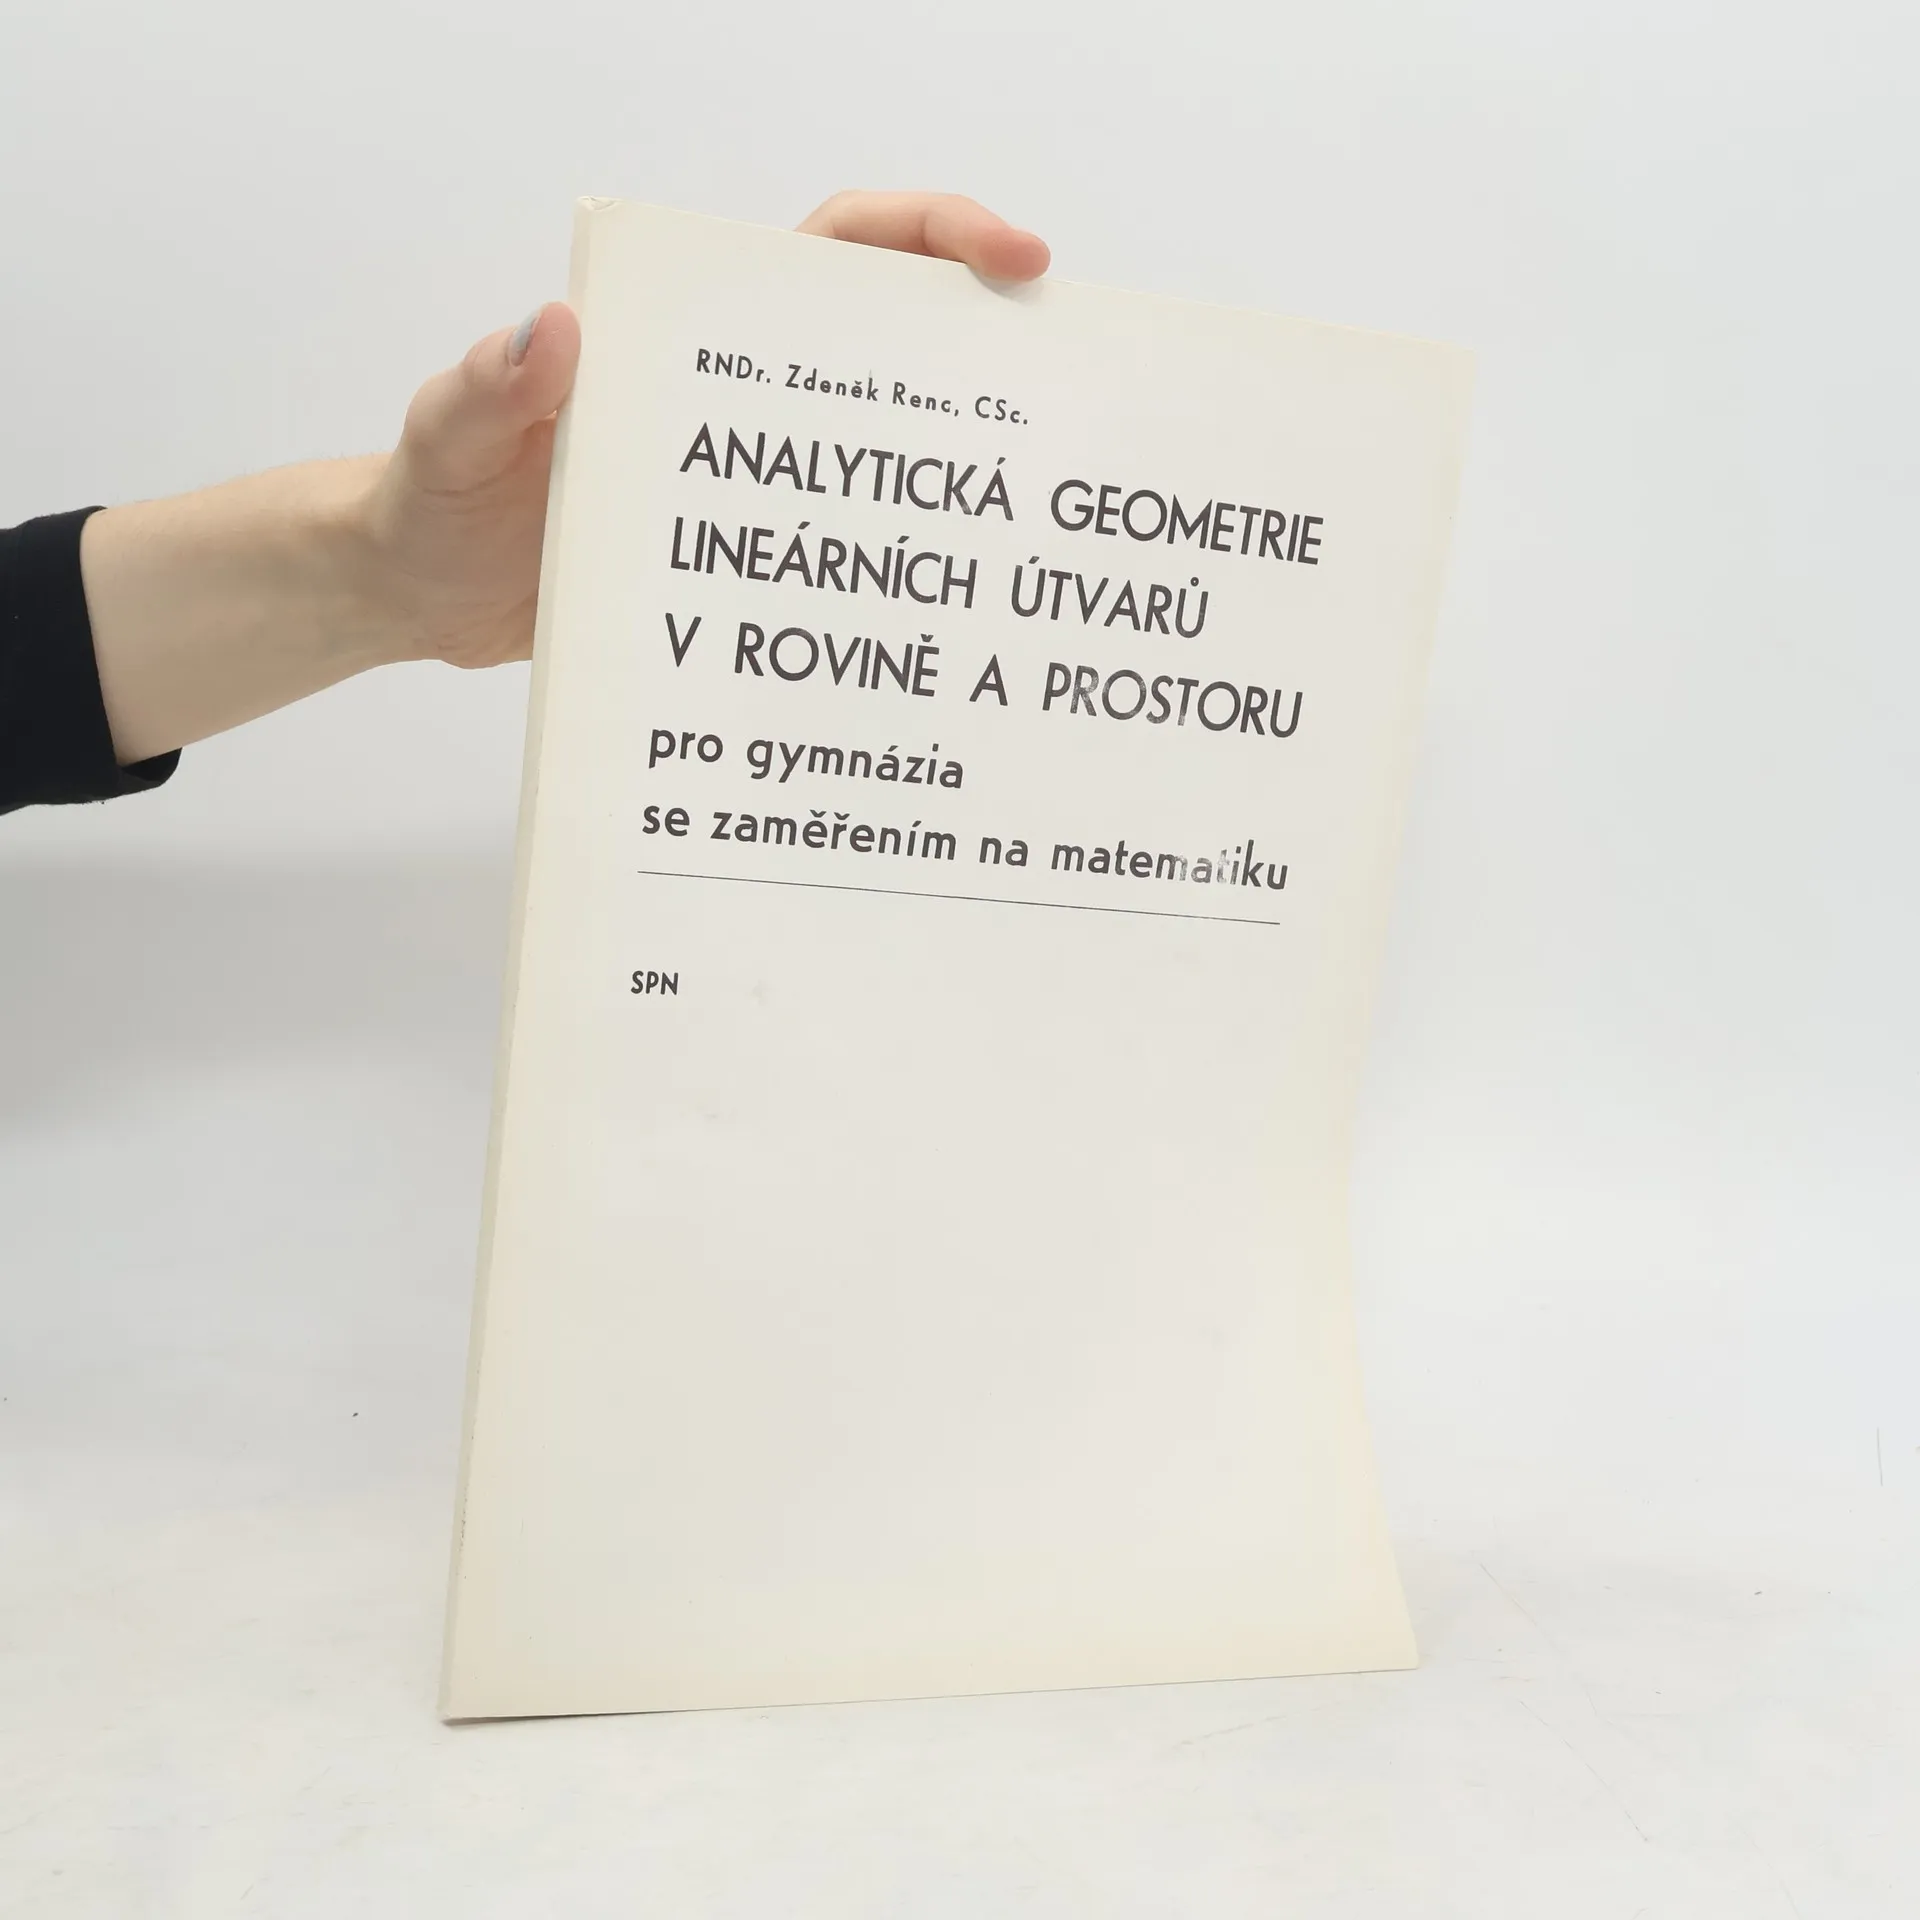 RNDr. Zdeněk Renc, CSc.
ANALYTICKÁ GEOMETRIE
LINEÁRNÍCH ÚTVARŮ
V ROVINĚ A PROSTORU
pro gymnázia
se zaměřením na matematiku
SPN